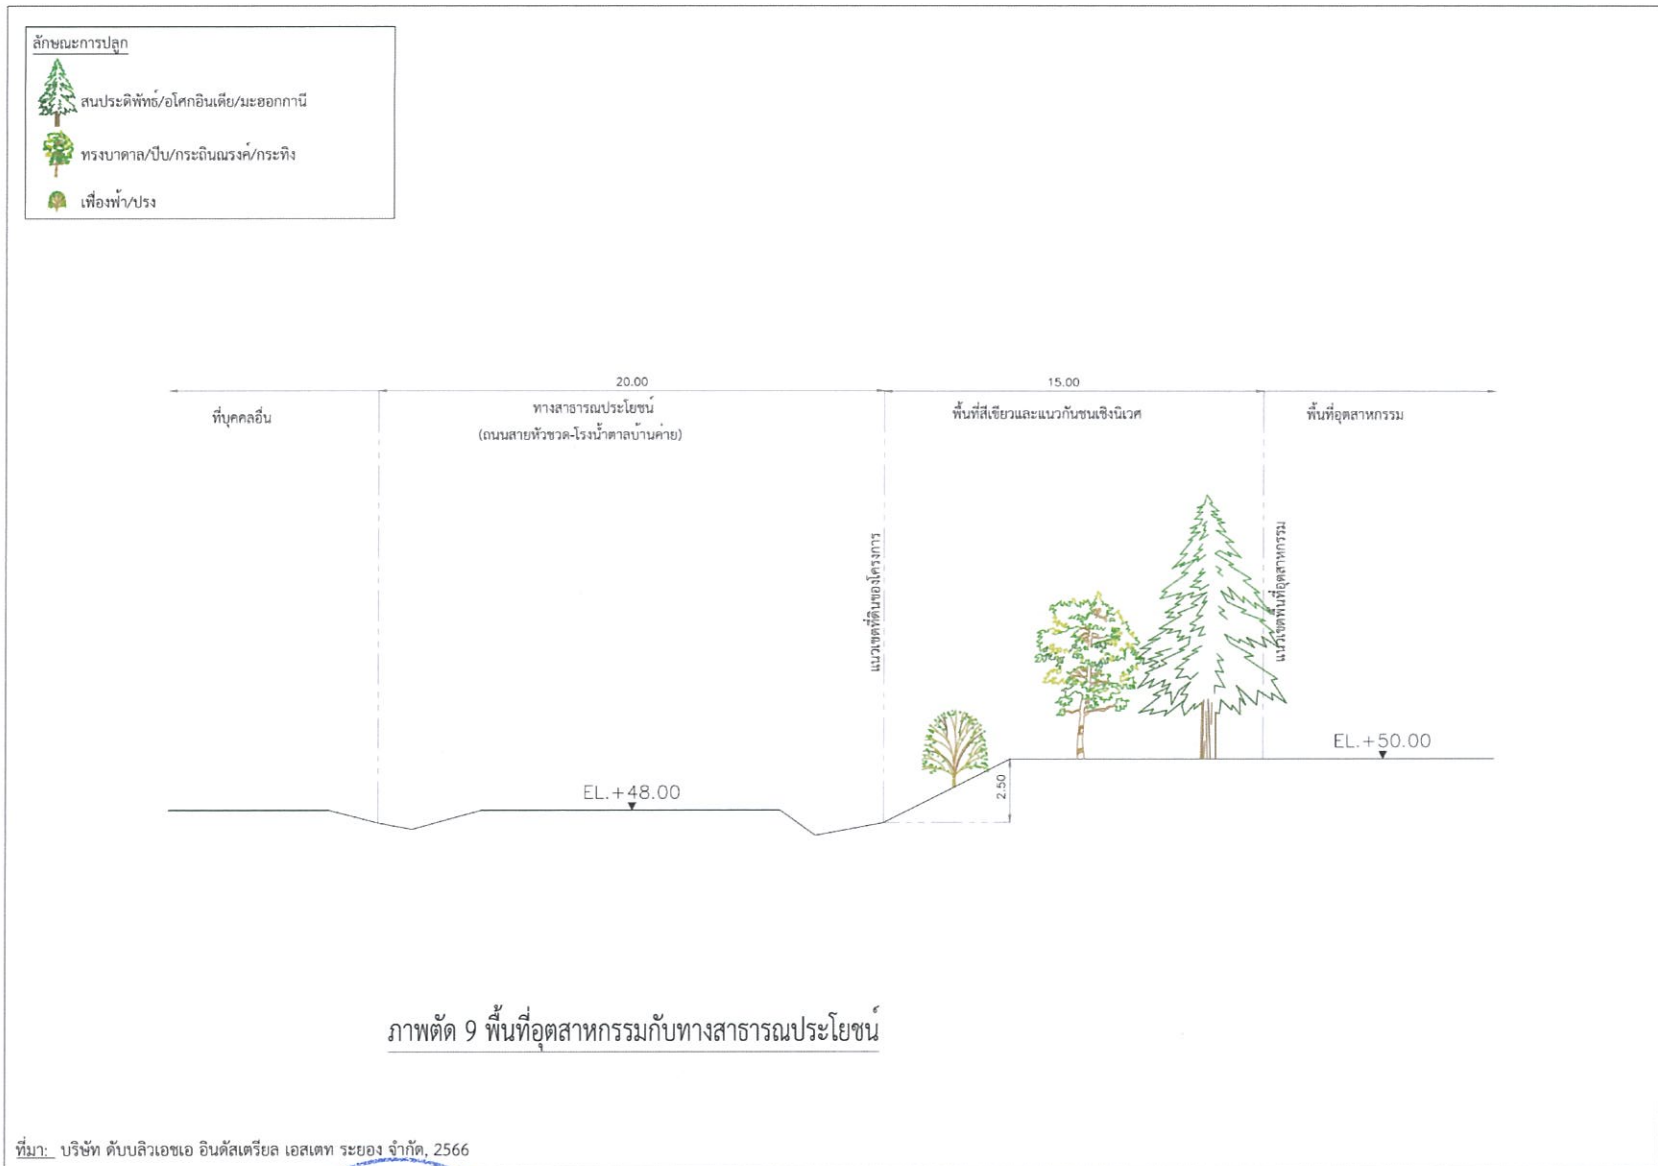 ลักษณะการปลูก
สนประดิพัทธ์/อโศกอินเดีย/มะฮอกกานี
ทรงบาดาล/ปีบ/กระถินณรงค์/กระทิง
เฟื่องฟ้า/ปรง
20.00
15.00
ที่บุคคลอื่น
ทางสาธารณประโยชน์
(ถนนสายหัวขวด-โรงน้ำตาลบ้านค่าย)
พื้นที่สีเขียวและแนวกันชนเชิงนิเวศ
พื้นที่อุตสาหกรรม
แนวเขตที่ดินของโครงการ
แนวเขตพื้นที่อุตสาหกรรม
EL.+50.00
EL.+48.00
2.50
ภาพตัด 9 พื้นที่อุตสาหกรรมกับทางสาธารณประโยชน์
ที่มา: บริษัท ดับบลิวเอชเอ อินดัสเตรียล เอสเตท ระยอง จำกัด, 2566